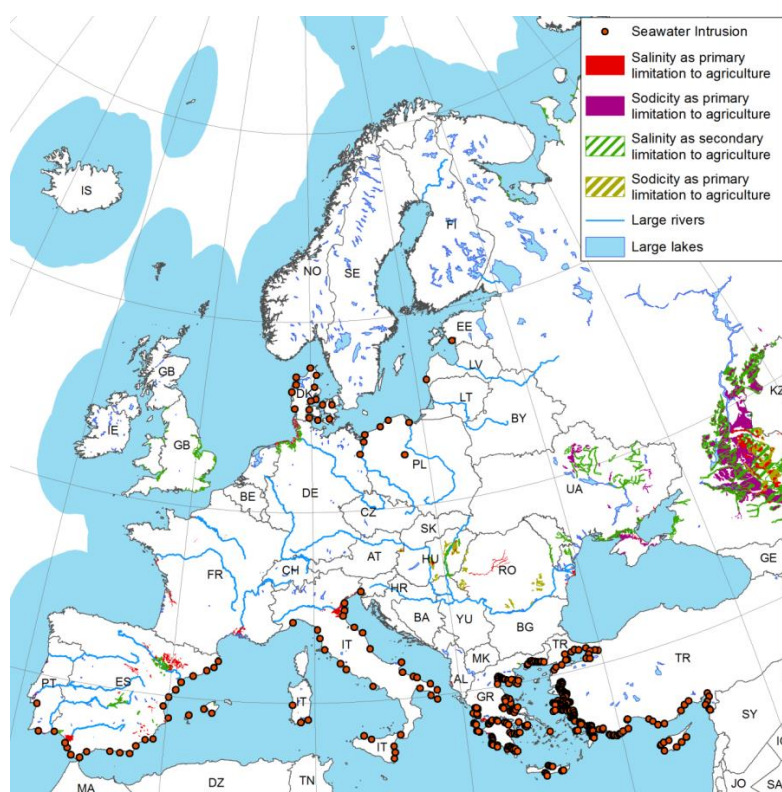 Seawater Intrusion
Salinity as primary
limitation to agriculture
Sodicity as primary
limitation to agriculture
Salinity as secondary
limitation to agriculture
Sodicity as primary
limitation to agriculture
Large rivers
Large lakes
IS
FI
NO
SE
EE
GB
LV
DK
LT
KZ
IE
BY
GB
PL
BE
DE
UA
CZ
SK
FR
AT
HU
CH
RO
GE
HR
BA
YU
IT
BG
PT
ES
MK
TR
AL
TR
IT
GR
SY
IT
MA
DZ
TN
JO
SA